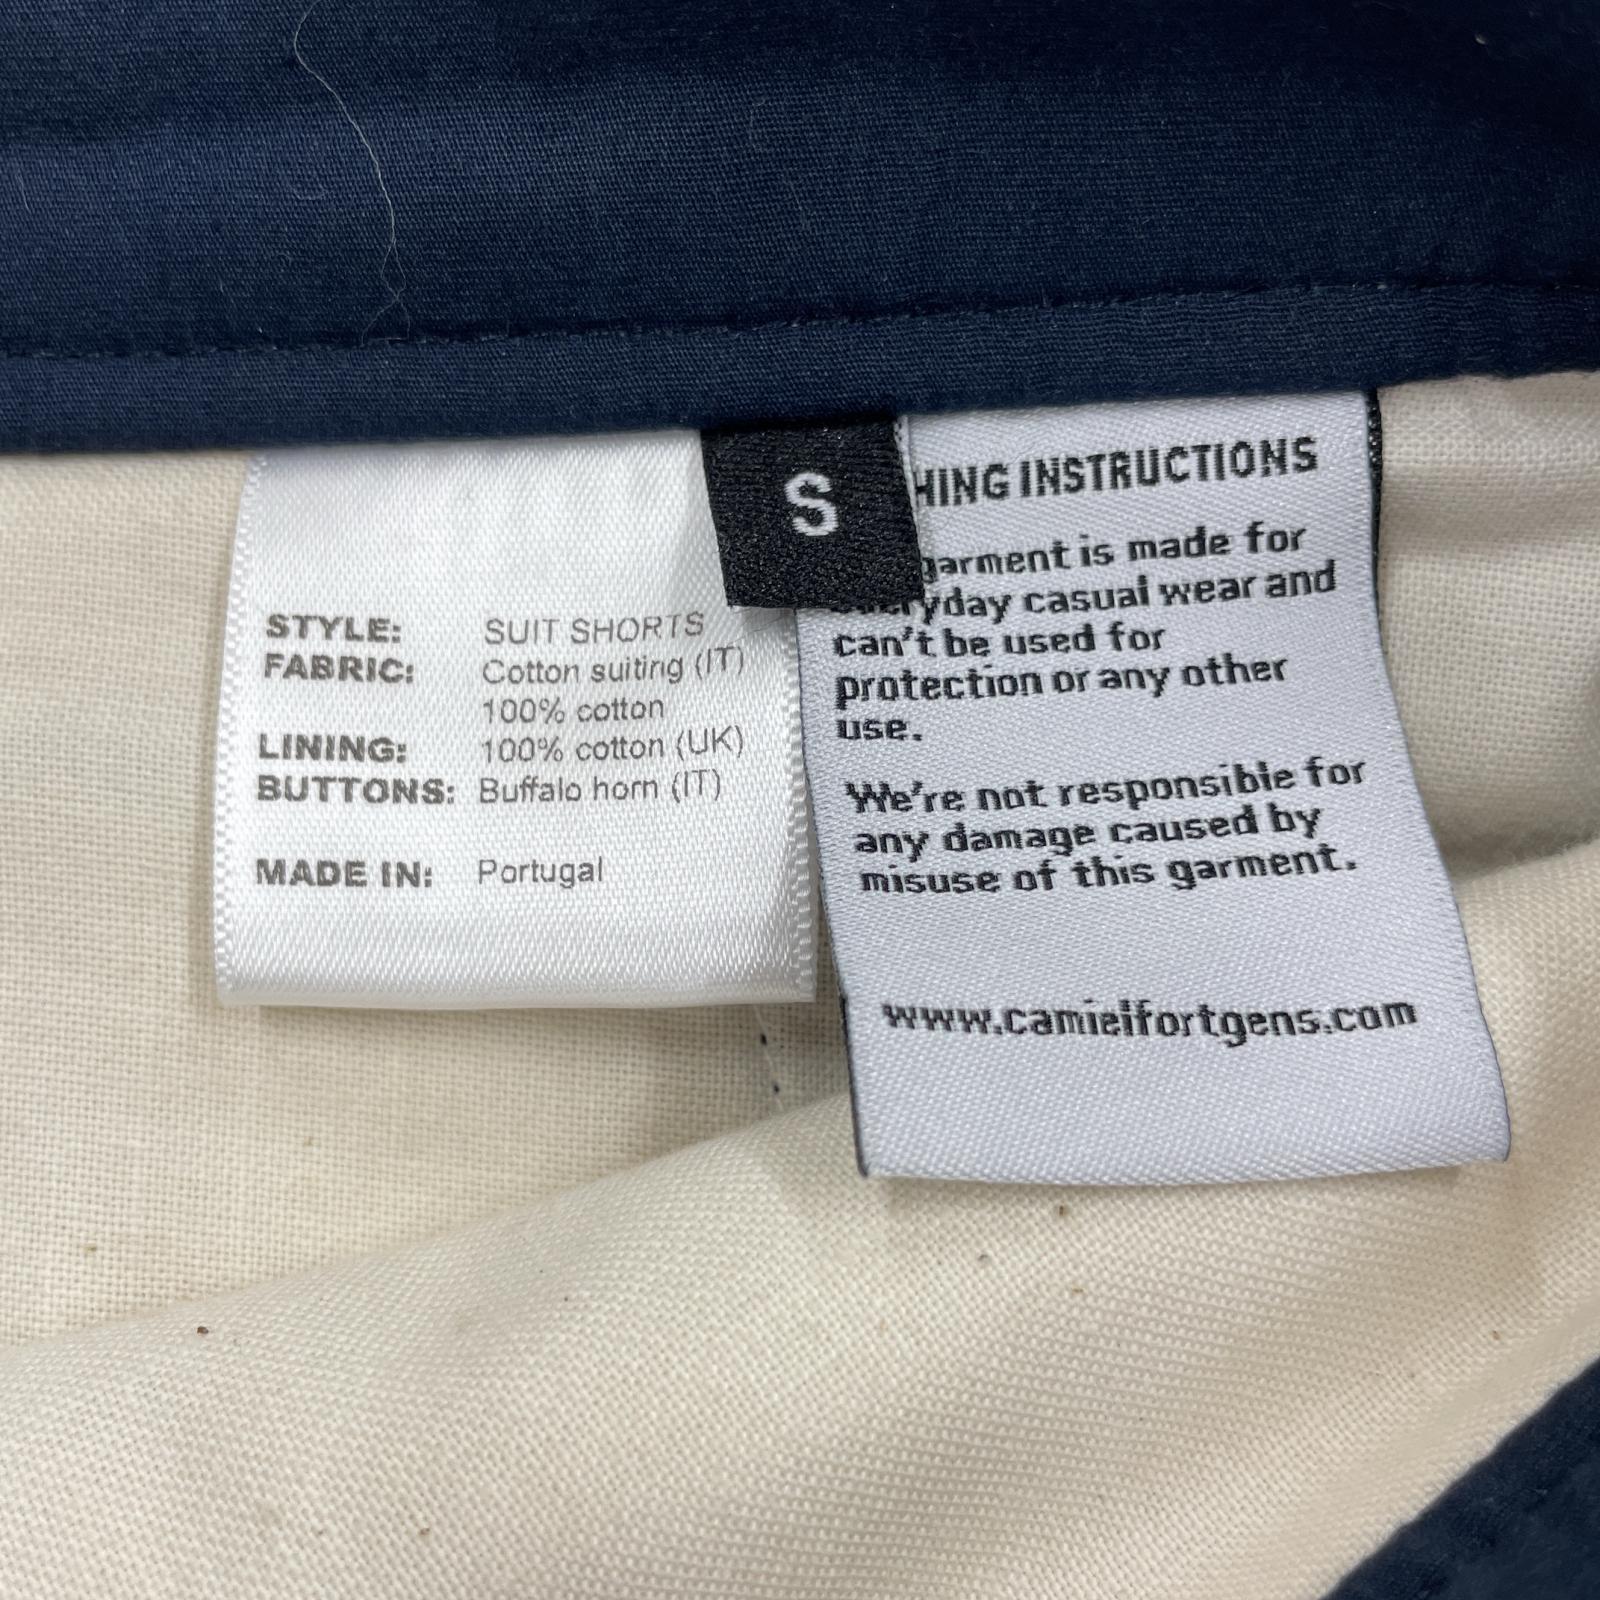 STYLE: SUIT SHORTS
FABRIC: Cotton suiting (IT)
100% cotton
LINING: 100% cotton (UK)
BUTTONS: Buffalo horn (IT)
MADE IN: Portugal
S
HING INSTRUCTIONS
garment is made for
everyday casual wear and
can't be used for
protection or any other
use.
We're not responsible for
any damage caused by
misuse of this garment.
www.camielfortgens.com